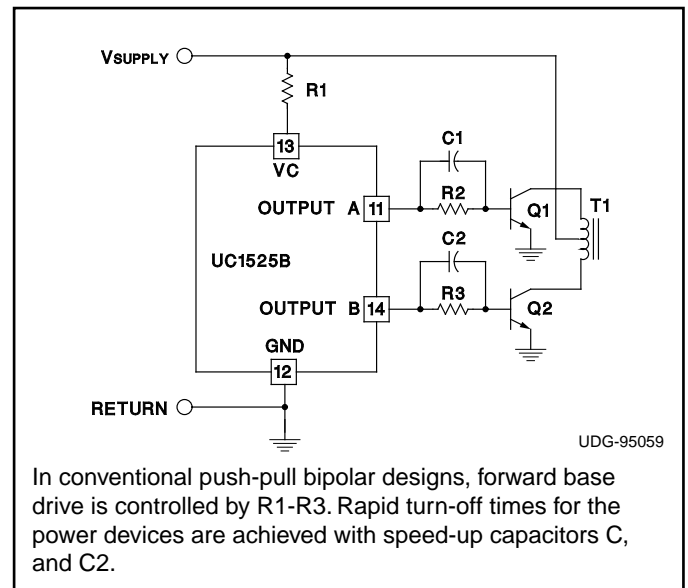 VSUPPLY
R1
13
VC
C1
R2
OUTPUT A 11
Q1
T1
UC1525B
C2
R3
OUTPUT B 14
Q2
GND
12
RETURN
UDG-95059
In conventional push-pull bipolar designs, forward base
drive is controlled by R1-R3. Rapid turn-off times for the
power devices are achieved with speed-up capacitors C,
and C2.